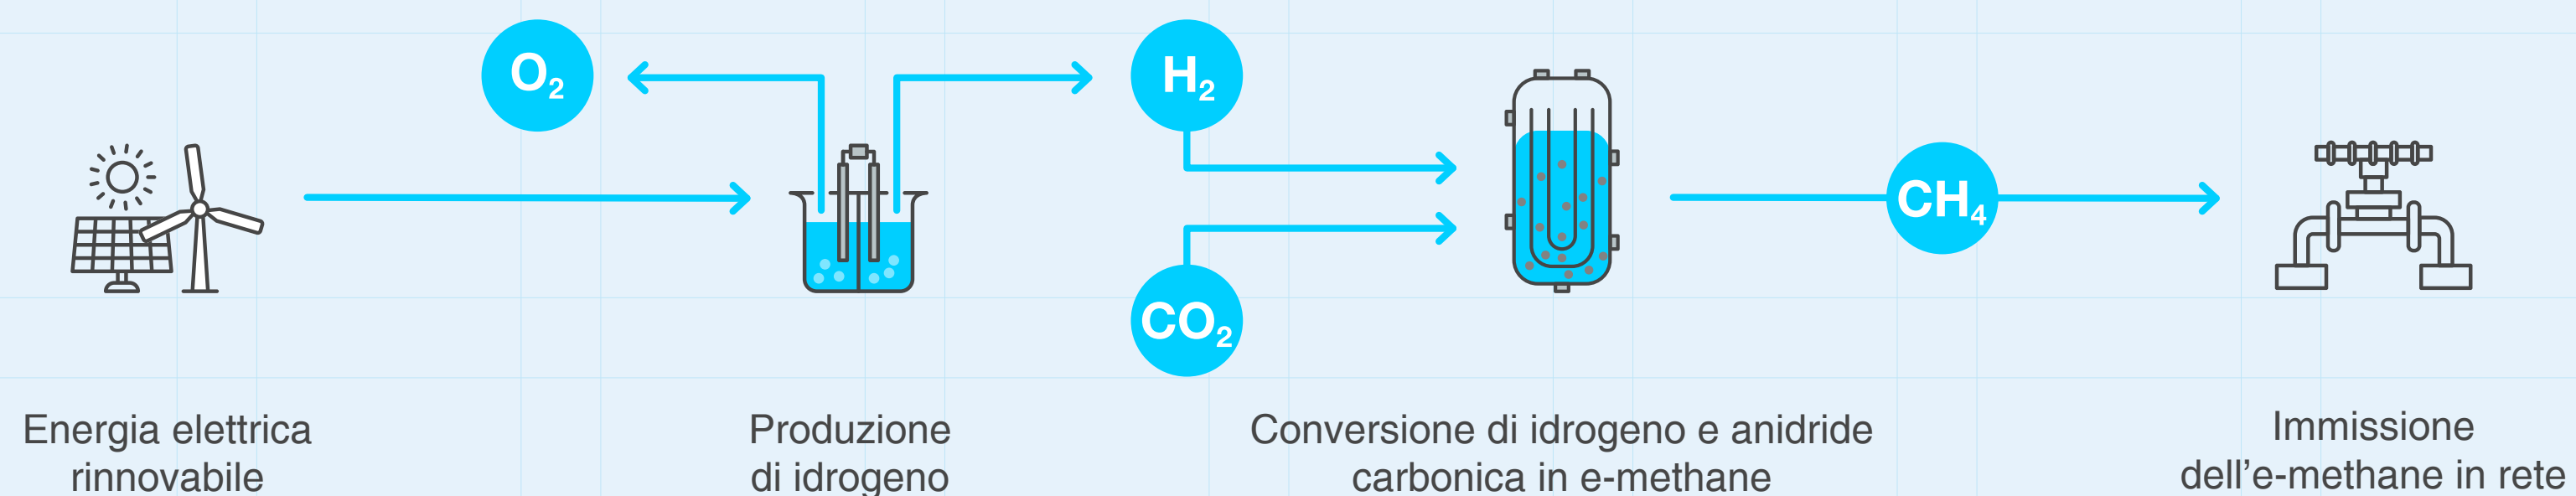 O₂
H₂
CO₂
CH₄
Energia elettrica
rinnovabile
Produzione
di idrogeno
Conversione di idrogeno e anidride
carbonica in e-methane
Immissione
dell’e-methane in rete